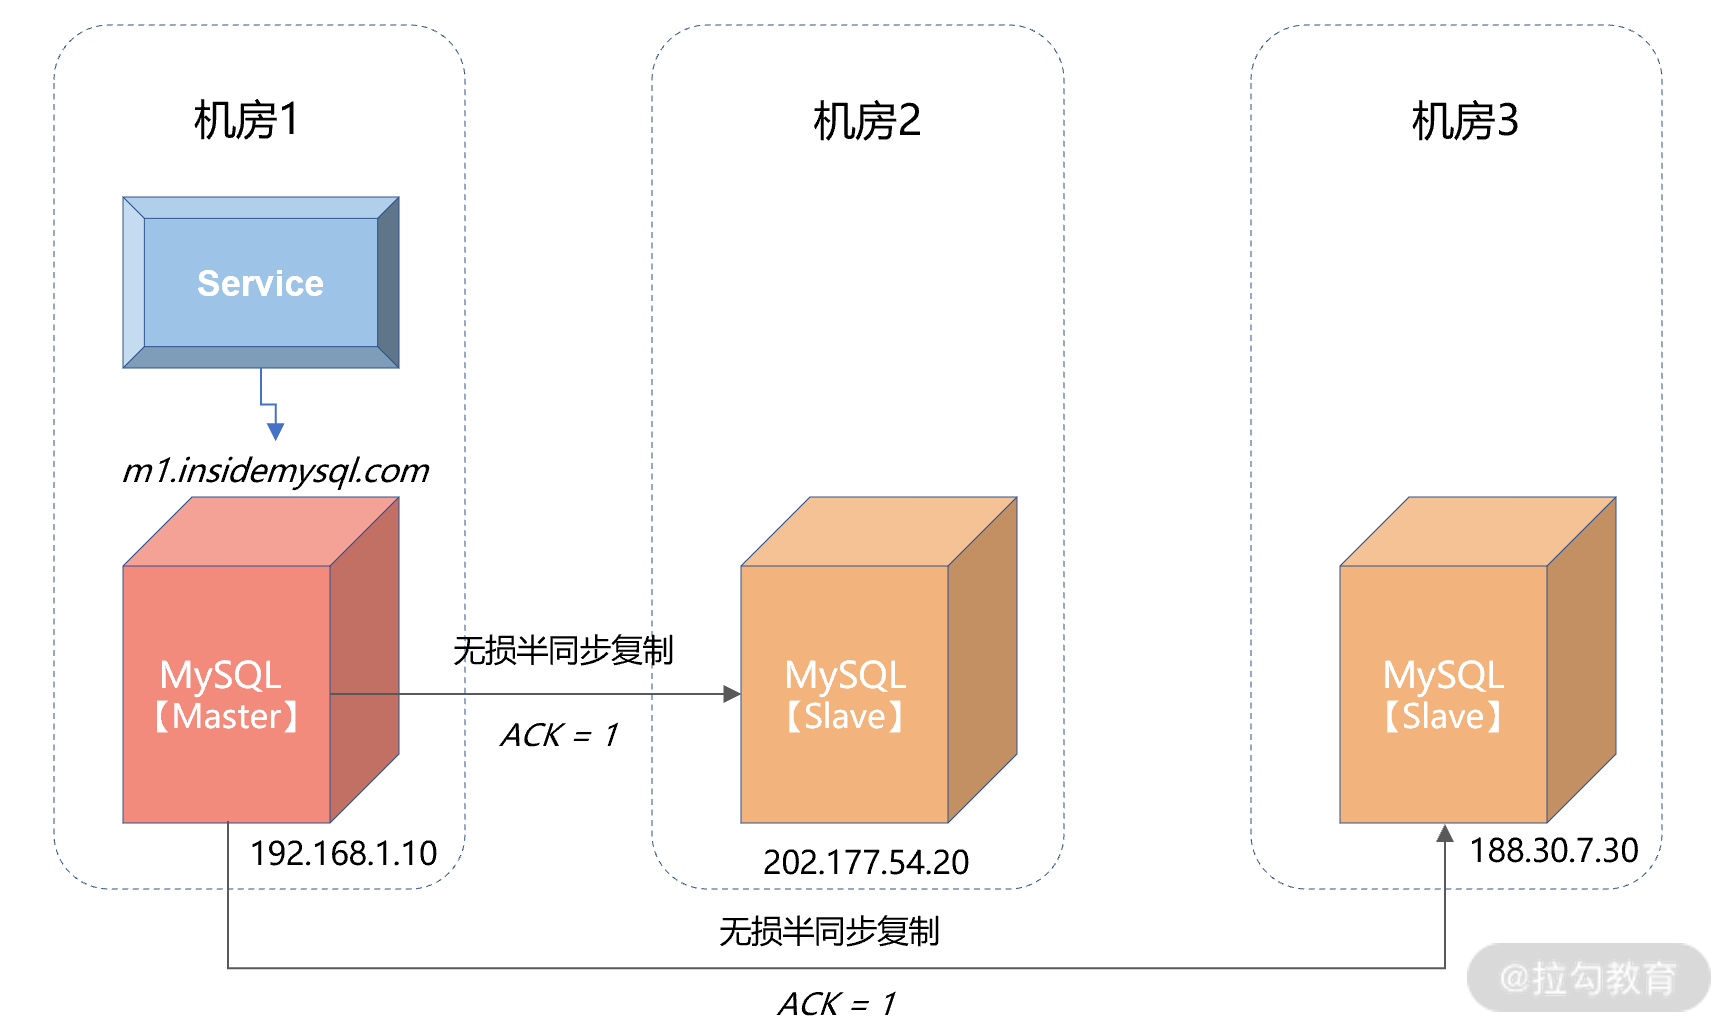 机房1
机房2
机房3
Service
m1.insidemysql.com
MySQL
【Master】
无损半同步复制
ACK = 1
MySQL
【Slave】
MySQL
【Slave】
192.168.1.10
202.177.54.20
188.30.7.30
无损半同步复制
ACK = 1
@拉勾教育